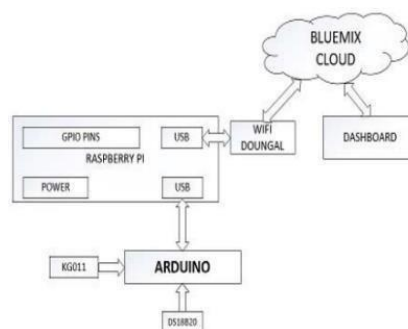 BLUEMIX
CLOUD
GPIO PINS
USB
RASPBERRY PI
WIFI
DOUNGAL
DASHBOARD
POWER
USB
KG011
ARDUINO
DS18B20